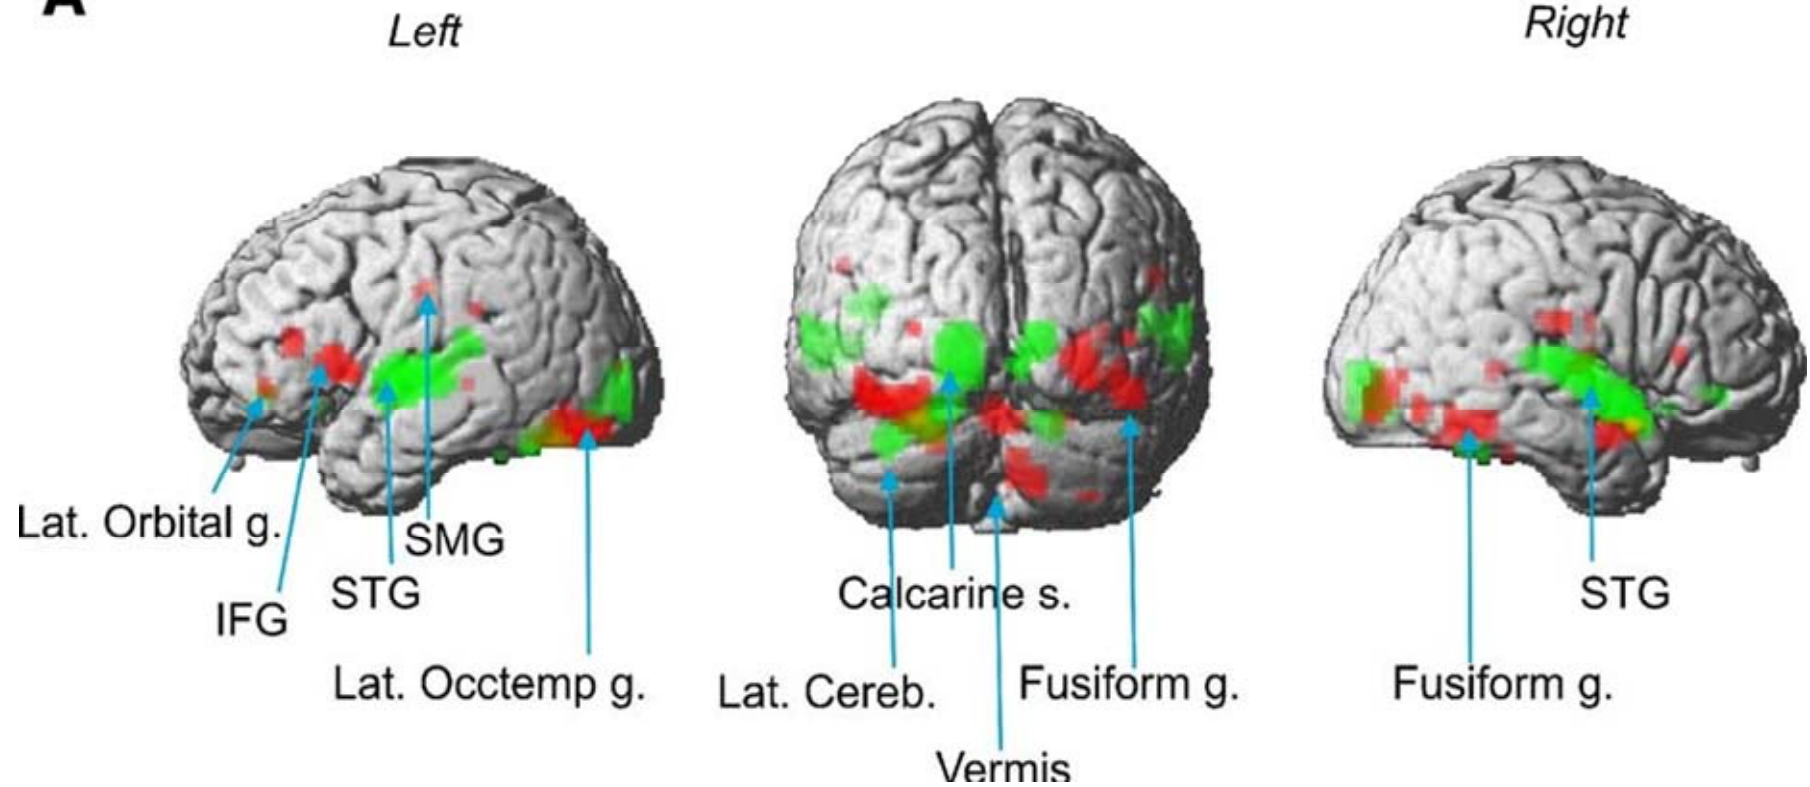 A
Left
Right
Lat. Orbital g.
SMG
STG
IFG
Lat. Occtemp g.
Calcarine s.
Lat. Cereb.
Fusiform g.
Vermis
STG
Fusiform g.